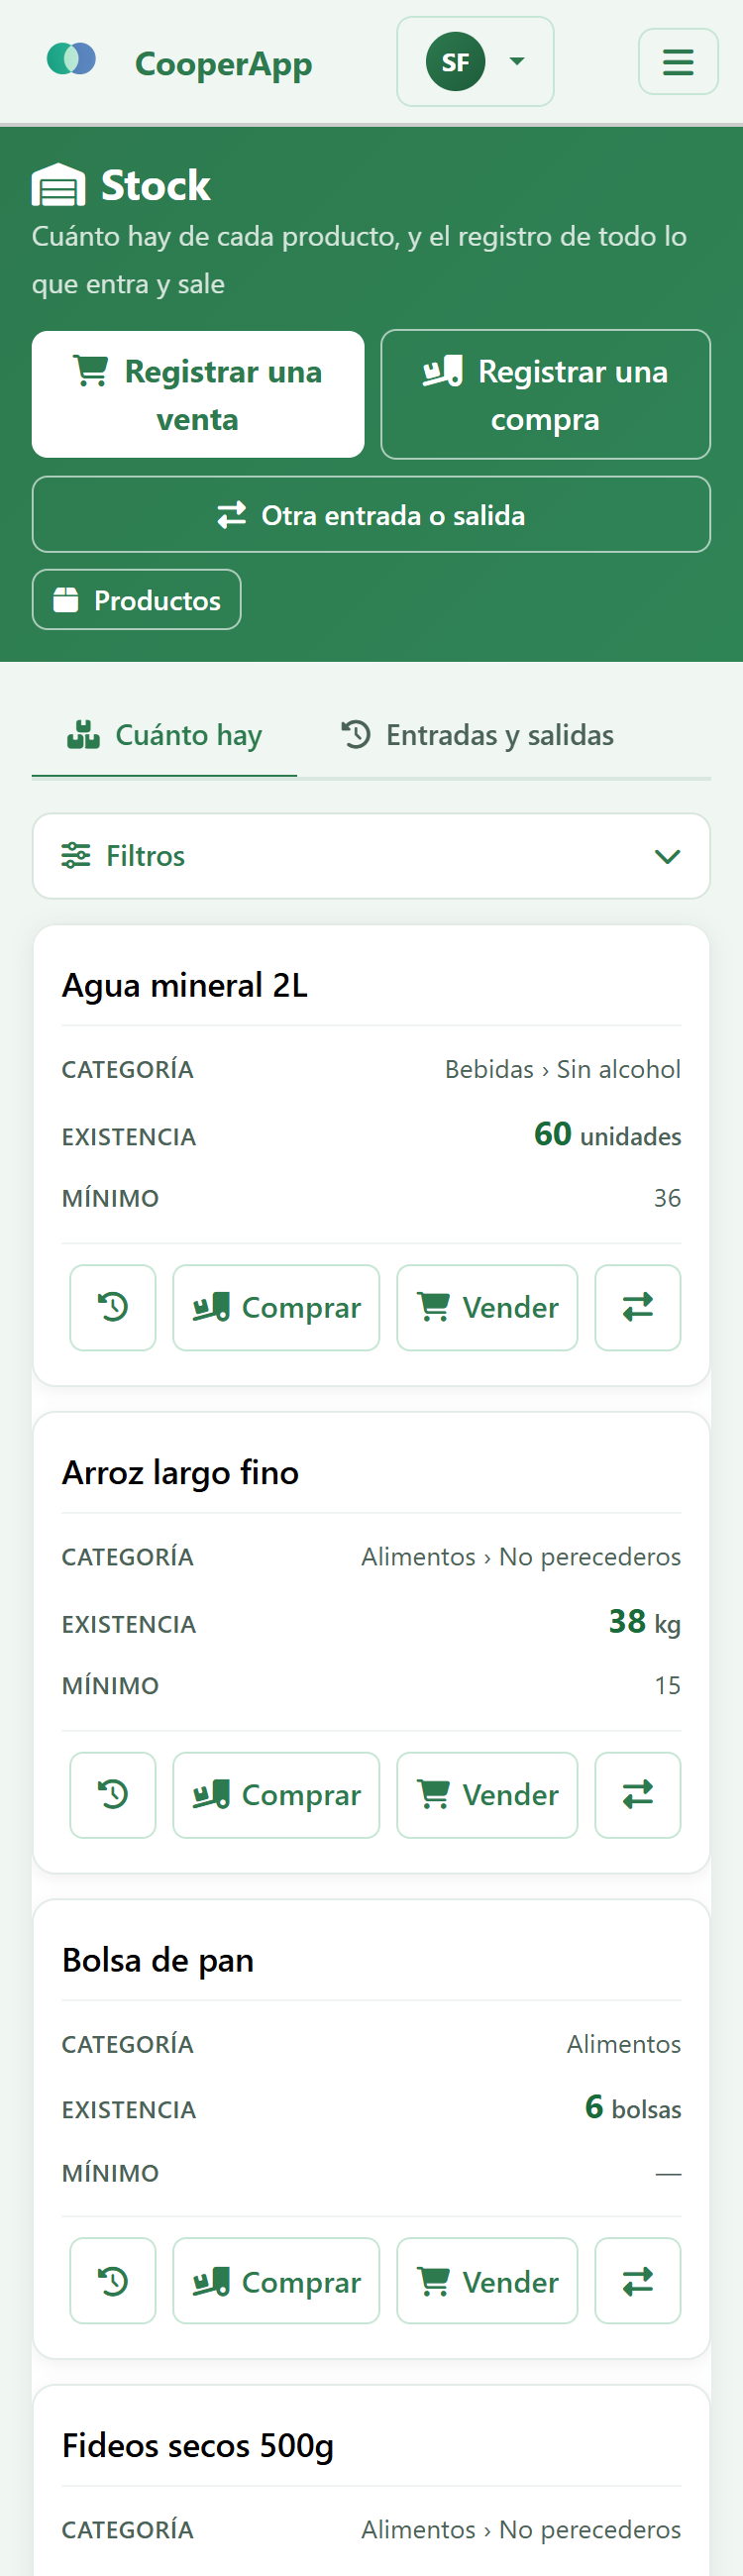 CooperApp
SF
Stock
Cuánto hay de cada producto, y el registro de todo lo
que entra y sale
Registrar una
venta
Registrar una
compra
Otra entrada o salida
Productos
Cuánto hay
Entradas y salidas
Filtros
Agua mineral 2L
CATEGORÍA
Bebidas › Sin alcohol
EXISTENCIA
60 unidades
MÍNIMO
36
Comprar
Vender
Arroz largo fino
CATEGORÍA
Alimentos › No perecederos
EXISTENCIA
38 kg
MÍNIMO
15
Comprar
Vender
Bolsa de pan
CATEGORÍA
Alimentos
EXISTENCIA
6 bolsas
MÍNIMO
—
Comprar
Vender
Fideos secos 500g
CATEGORÍA
Alimentos › No perecederos